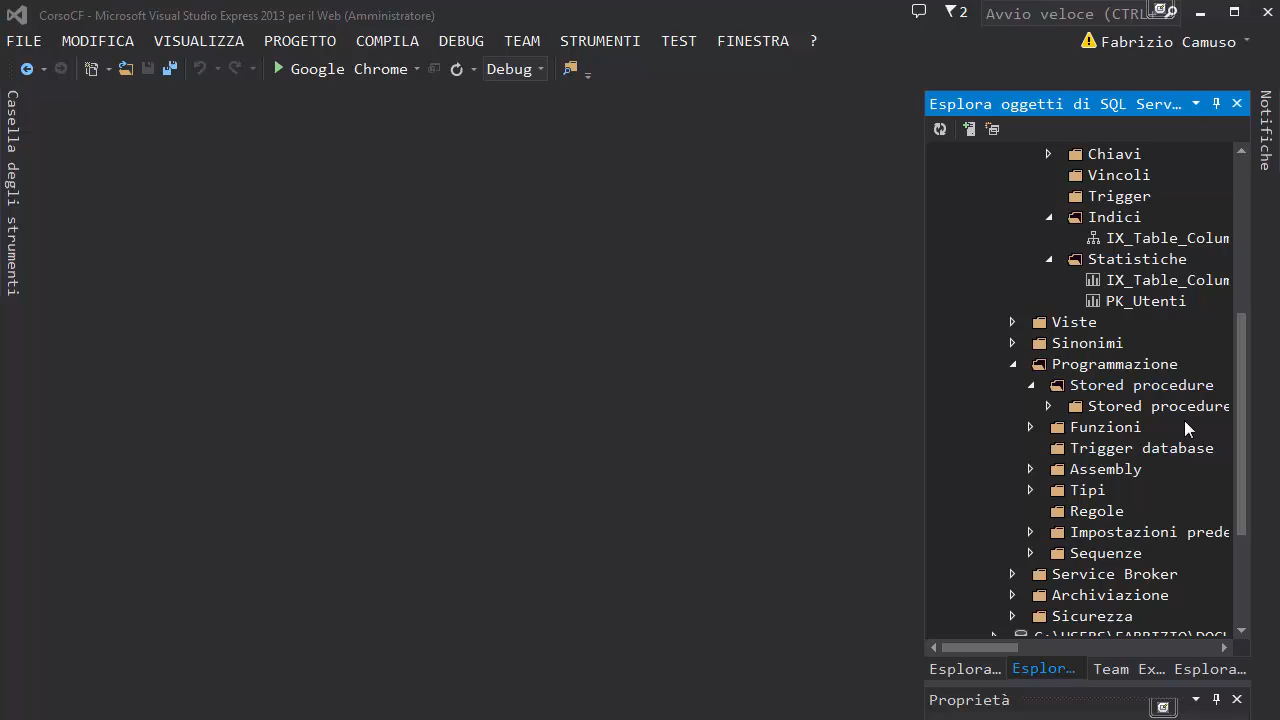 CorsoCF - Microsoft Visual Studio Express 2013 per il Web (Amministratore)
2
Avvio veloce (CTRL+
FILE MODIFICA VISUALIZZA PROGETTO COMPILA DEBUG TEAM STRUMENTI TEST FINESTRA ?
Fabrizio Camuso
Google Chrome
Debug
Casella degli strumenti
Esplora oggetti di SQL Serv...
Notifiche
Chiavi
Vincoli
Trigger
Indici
IX_Table_Colum
Statistiche
IX_Table_Colum
PK_Utenti
Viste
Sinonimi
Programmazione
Stored procedure
Stored procedure
Funzioni
Trigger database
Assembly
Tipi
Regole
Impostazioni prede
Sequenze
Service Broker
Archiviazione
Sicurezza
C:\USERS\FABRIZIO\DOCU
Esplora... Esplor... Team Ex... Esplora...
Proprietà